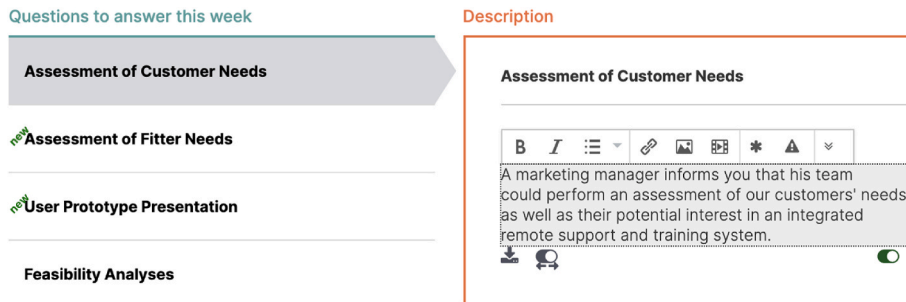 Questions to answer this week
Assessment of Customer Needs
new
Assessment of Fitter Needs
new
User Prototype Presentation
Feasibility Analyses
Description
Assessment of Customer Needs
B I
A marketing manager informs you that his team
could perform an assessment of our customers' needs
as well as their potential interest in an integrated
remote support and training system.